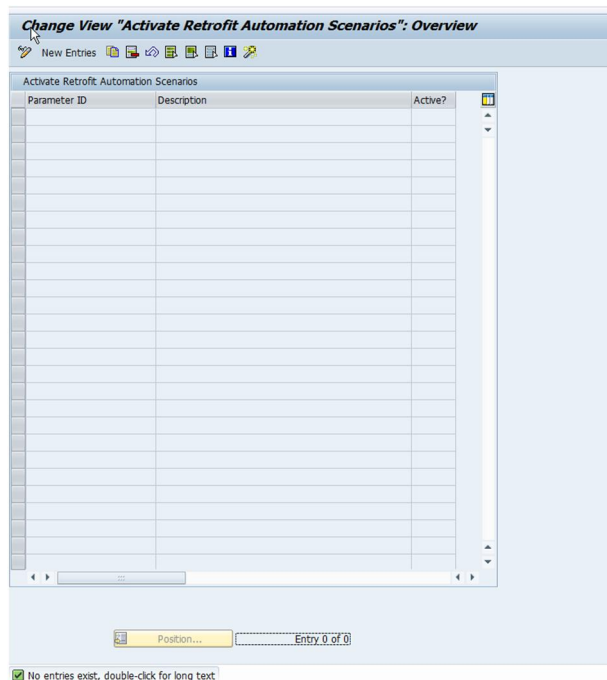 Change View "Activate Retrofit Automation Scenarios": Overview
New Entries
Activate Retrofit Automation Scenarios
Parameter ID Description Active?
Position... Entry 0 of 0
No entries exist, double-click for long text